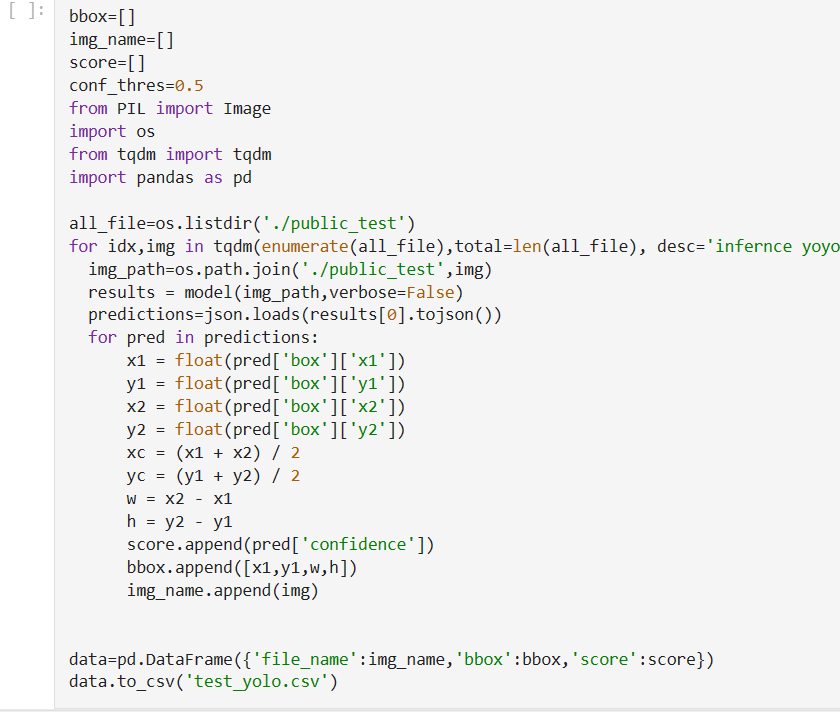 [ ]:
bbox=[]
img_name=[]
score=[]
conf_thres=0.5
from PIL import Image
import os
from tqdm import tqdm
import pandas as pd

all_file=os.listdir('./public_test')
for idx,img in tqdm(enumerate(all_file),total=len(all_file), desc='infernce yoyo
  img_path=os.path.join('./public_test',img)
  results = model(img_path,verbose=False)
  predictions=json.loads(results[0].tojson())
  for pred in predictions:
      x1 = float(pred['box']['x1'])
      y1 = float(pred['box']['y1'])
      x2 = float(pred['box']['x2'])
      y2 = float(pred['box']['y2'])
      xc = (x1 + x2) / 2
      yc = (y1 + y2) / 2
      w = x2 - x1
      h = y2 - y1
      score.append(pred['confidence'])
      bbox.append([x1,y1,w,h])
      img_name.append(img)

data=pd.DataFrame({'file_name':img_name,'bbox':bbox,'score':score})
data.to_csv('test_yolo.csv')